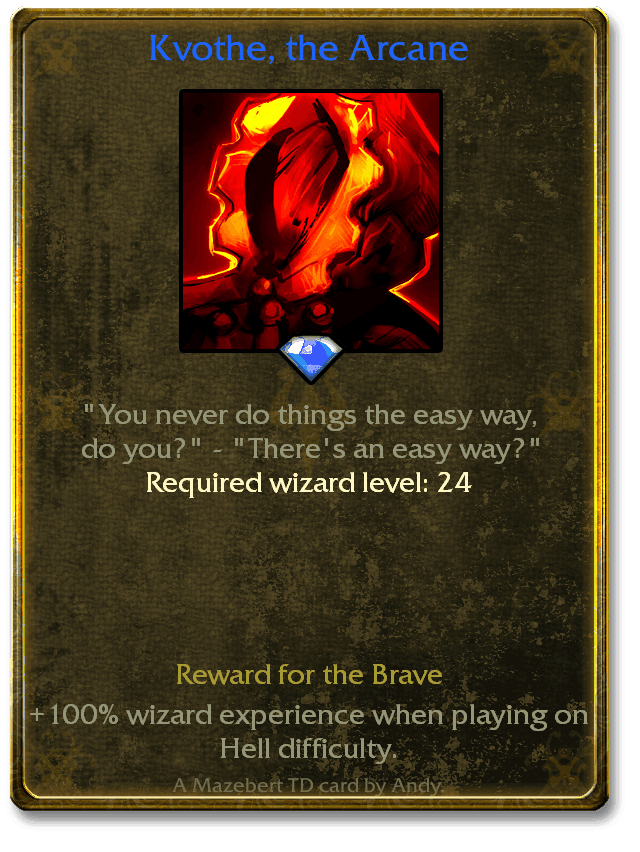 Kvothe, the Arcane
"You never do things the easy way,
do you?" - "There's an easy way?"
Required wizard level: 24
Reward for the Brave
+100% wizard experience when playing on
Hell difficulty.
A Mazebert TD card by Andy.